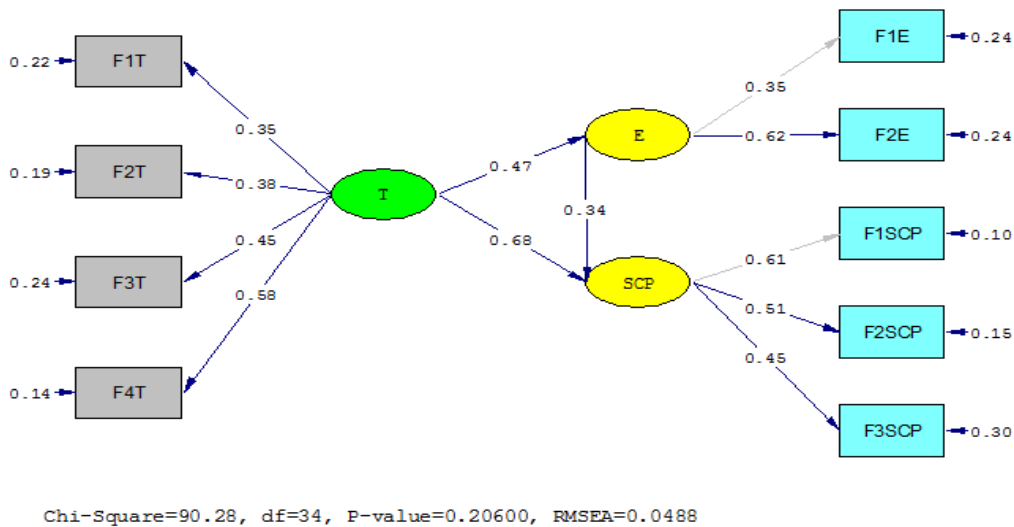 F1E
0.24
0.22
F1T
0.35
0.35
E
0.62
F2E
0.24
0.47
0.19
F2T
0.38
T
0.34
F1SCP
0.10
0.68
0.45
0.61
0.24
F3T
SCP
0.58
0.51
F2SCP
0.15
0.45
0.14
F4T
F3SCP
0.30
Chi-Square=90.28, df=34, P-value=0.20600, RMSEA=0.0488